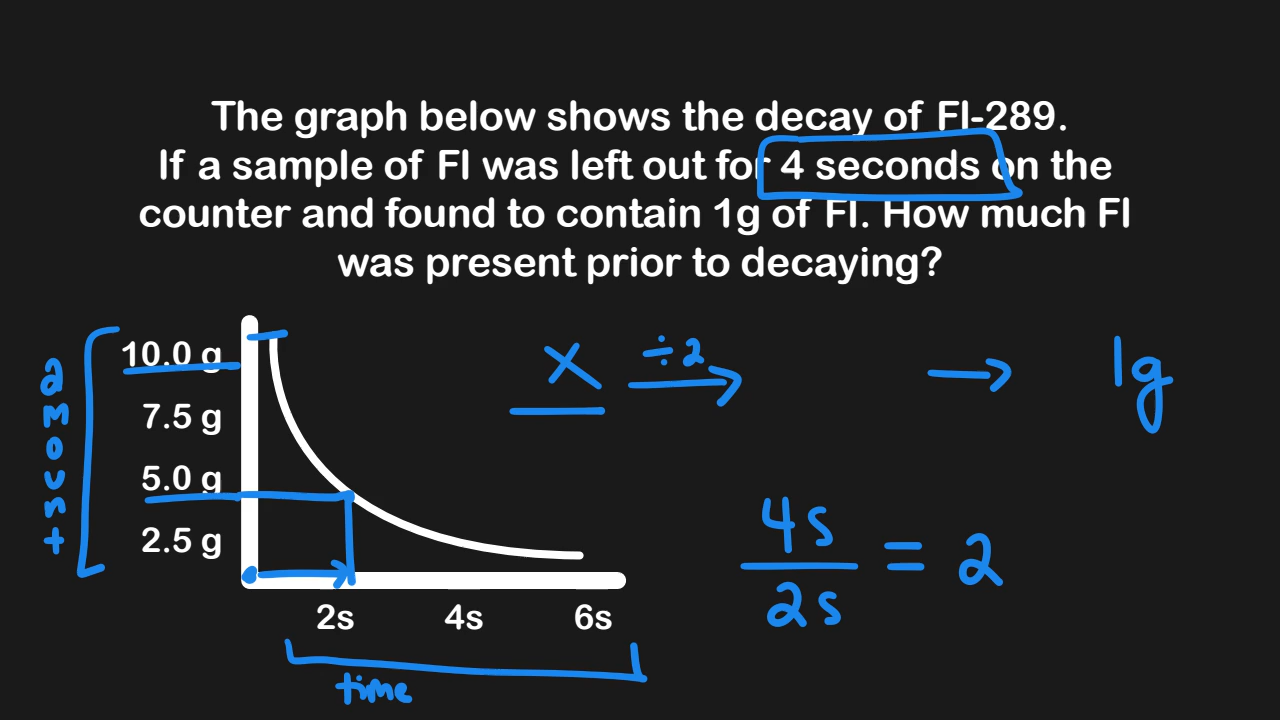 The graph below shows the decay of Fl-289.
If a sample of Fl was left out for 4 seconds on the
counter and found to contain 1g of Fl. How much Fl
was present prior to decaying?
amount
10.0 g
7.5 g
5.0 g
2.5 g
2s 4s 6s
time
x ÷2 → → 1g
4s
2s
= 2